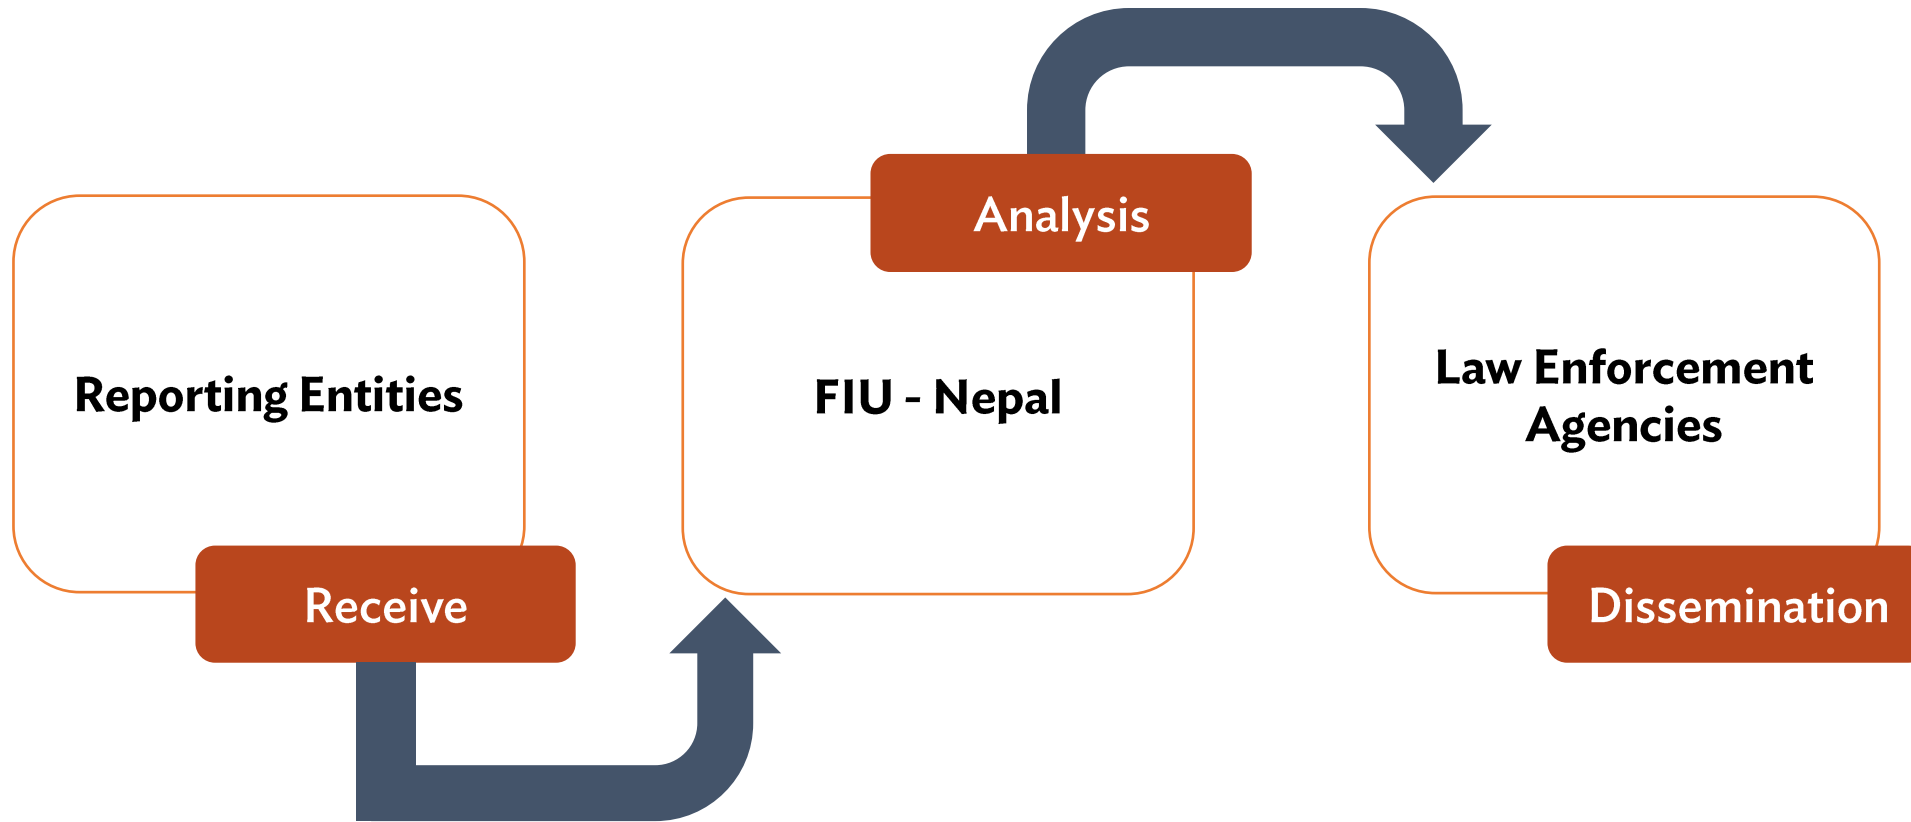 Reporting Entities
Receive
FIU - Nepal
Analysis
Law Enforcement
Agencies
Dissemination